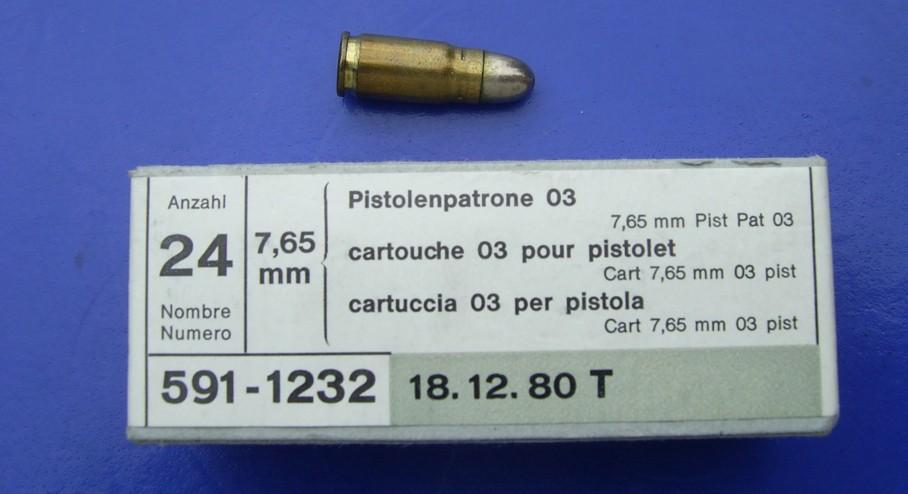 Anzahl
24
Nombre
Numero
7,65
mm
Pistolenpatrone 03
7,65 mm Pist Pat 03
cartouche 03 pour pistolet
Cart 7,65 mm 03 pist
cartuccia 03 per pistola
Cart 7,65 mm 03 pist
591-1232
18.12.80 T